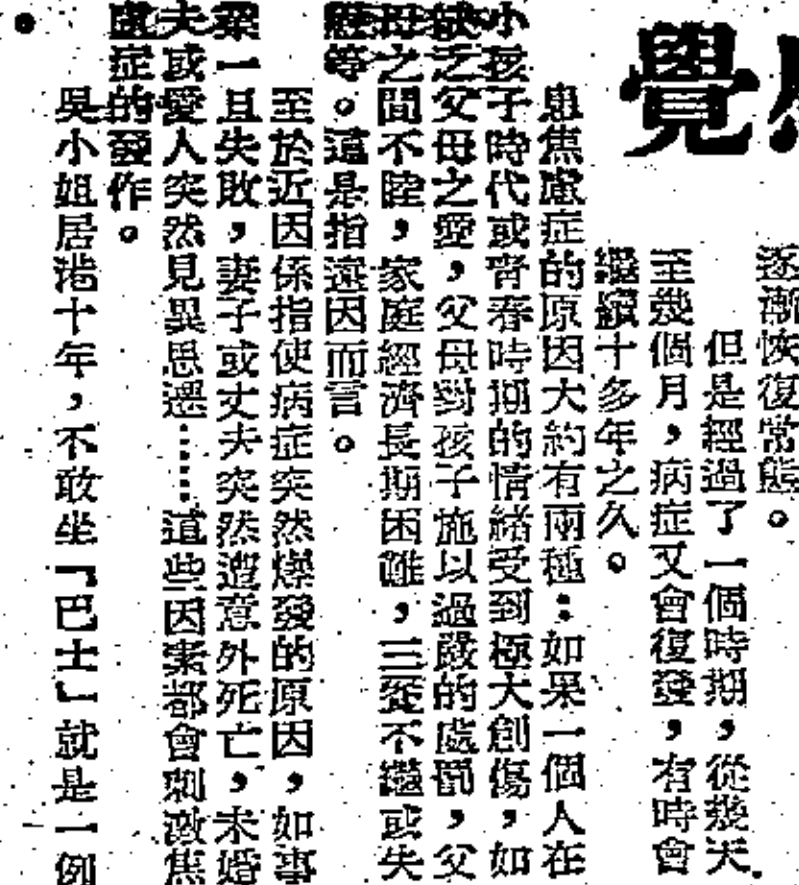 覺
逐漸恢復常態。
但是經過了一個時期,從幾天
至幾個月,病症又會復發,有時會
繼續十多年之久。
患焦慮症的原因大約有兩種:如果一個人在
小孩子時代或青春時期的情緒受到極大創傷,如
缺乏父母之愛,父母對孩子施以過嚴的處罰,父
母之間不睦,家庭經濟長期困難,三餐不繼或失
等。這是指遠因而言。
至於近因係指使病症突然爆發的原因,如事
業一旦失敗,妻子或丈夫突然遭意外死亡,未婚
夫或愛人突然見異思遷……這些因素都會刺激焦
慮症的發作。
吳小姐居港十年,不敢坐『巴士』就是一例
。